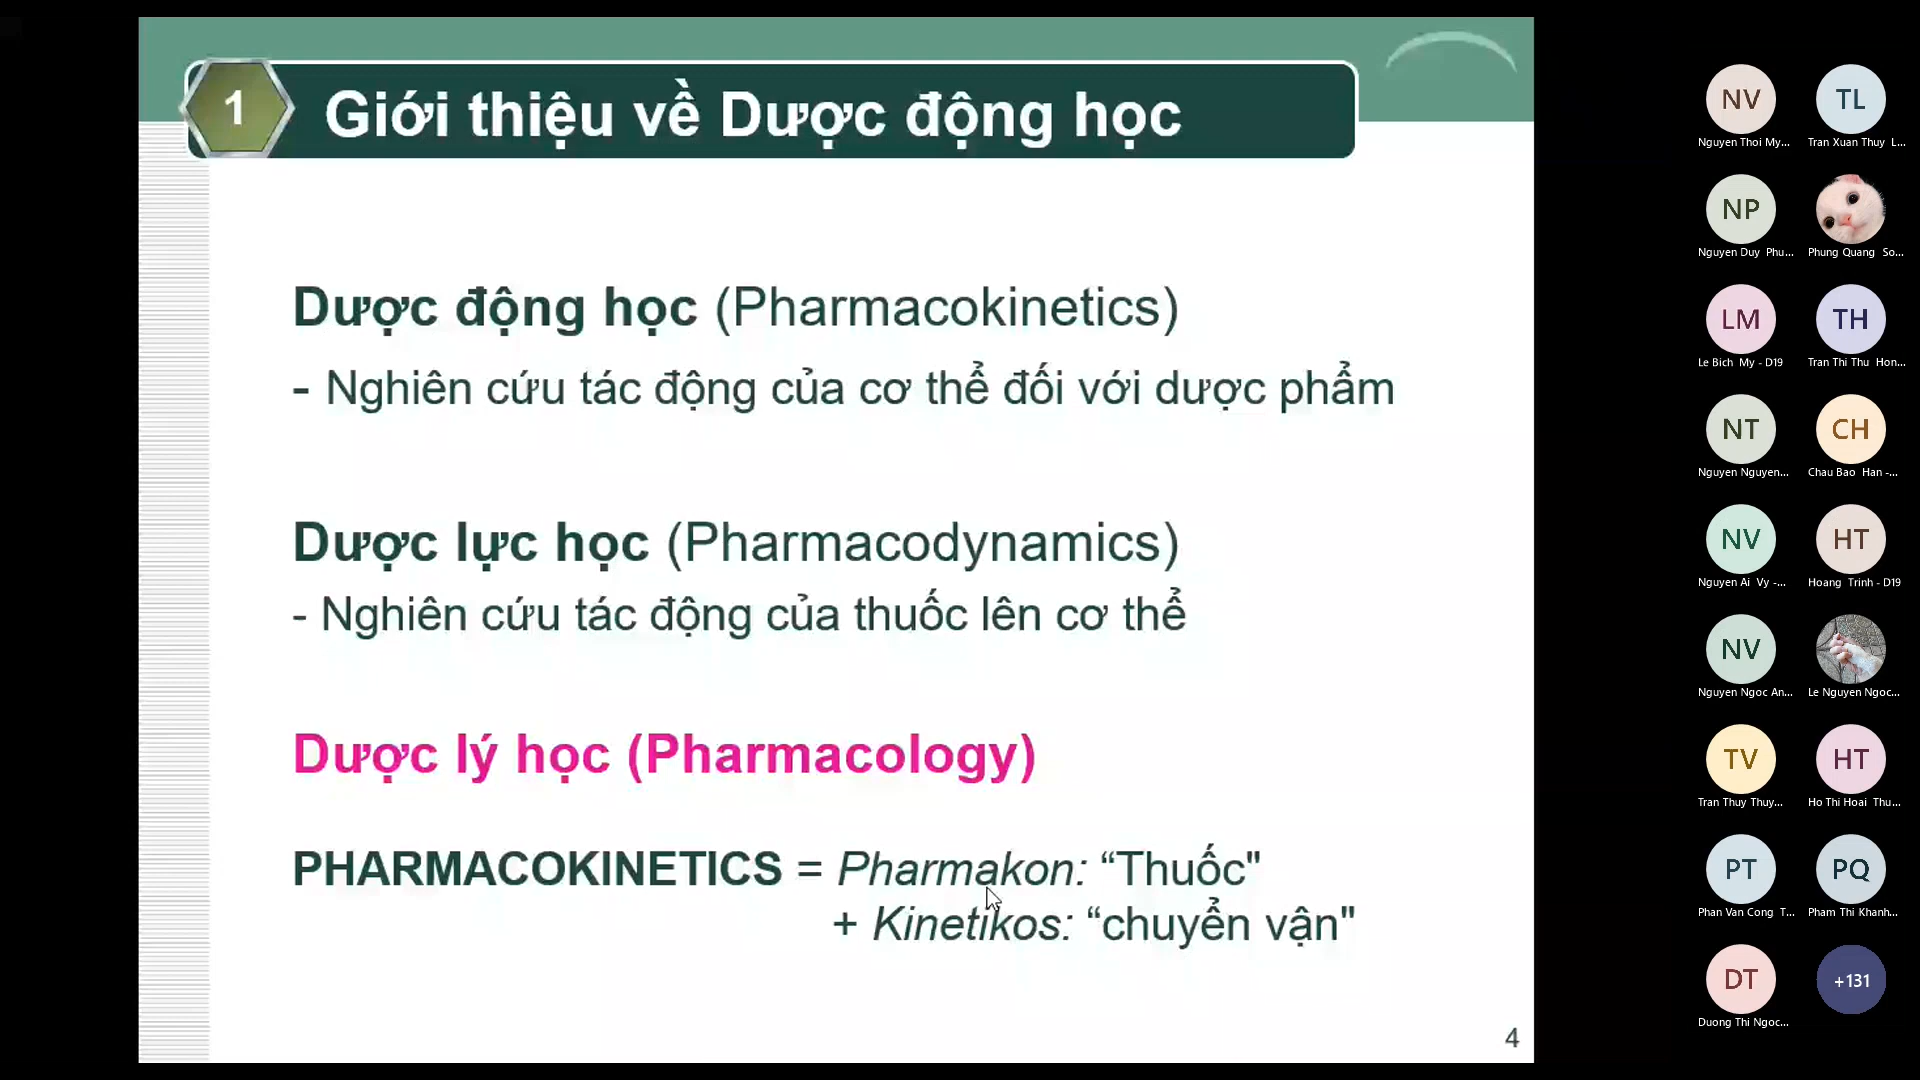 1
Giới thiệu về Dược động học
Dược động học (Pharmacokinetics)
- Nghiên cứu tác động của cơ thể đối với dược phẩm
Dược lực học (Pharmacodynamics)
- Nghiên cứu tác động của thuốc lên cơ thể
Dược lý học (Pharmacology)
PHARMACOKINETICS = Pharmakon: “Thuốc"
+ Kinetikos: “chuyển vận"
4
NV
TL
Nguyen Thoi My...
Tran Xuan Thuy L...
NP
Nguyen Duy Phu...
Phung Quang So...
LM
TH
Le Bich My - D19
Tran Thi Thu Hon...
NT
CH
Nguyen Nguyen...
Chau Bao Han -...
NV
HT
Nguyen Ai Vy -...
Hoang Trinh - D19
NV
Nguyen Ngoc An...
Le Nguyen Ngoc...
TV
HT
Tran Thuy Thuy...
Ho Thi Hoai Thu...
PT
PQ
Phan Van Cong T...
Pham Thi Khanh...
DT
+131
Duong Thi Ngoc...